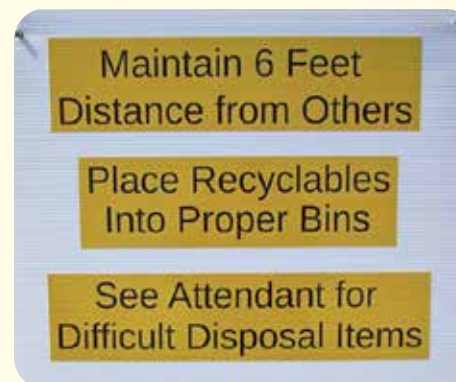 Maintain 6 Feet
Distance from Others
Place Recyclables
Into Proper Bins
See Attendant for
Difficult Disposal Items